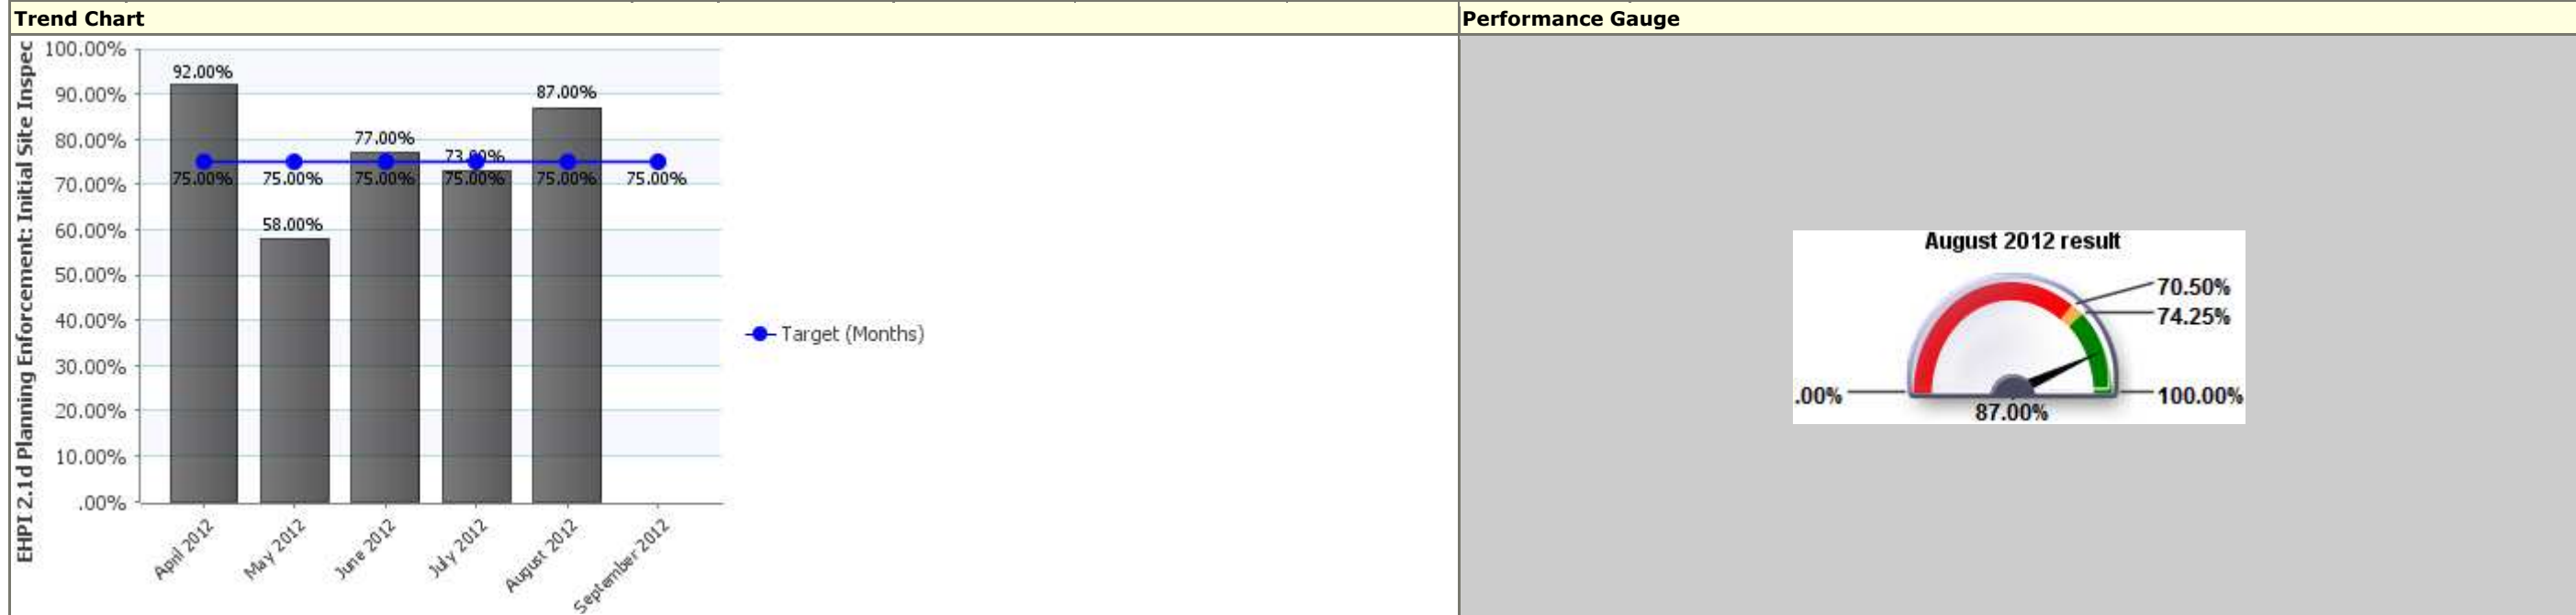 Trend Chart
Performance Gauge
EHPI 2.1d Planning Enforcement: Initial Site Inspec
100.00%
90.00%
80.00%
70.00%
60.00%
50.00%
40.00%
30.00%
20.00%
10.00%
.00%
92.00%
58.00%
77.00%
73.00%
87.00%
75.00%
75.00%
75.00%
75.00%
75.00%
75.00%
April 2012
May 2012
June 2012
July 2012
August 2012
September 2012
Target (Months)
August 2012 result
70.50%
74.25%
.00%
100.00%
87.00%